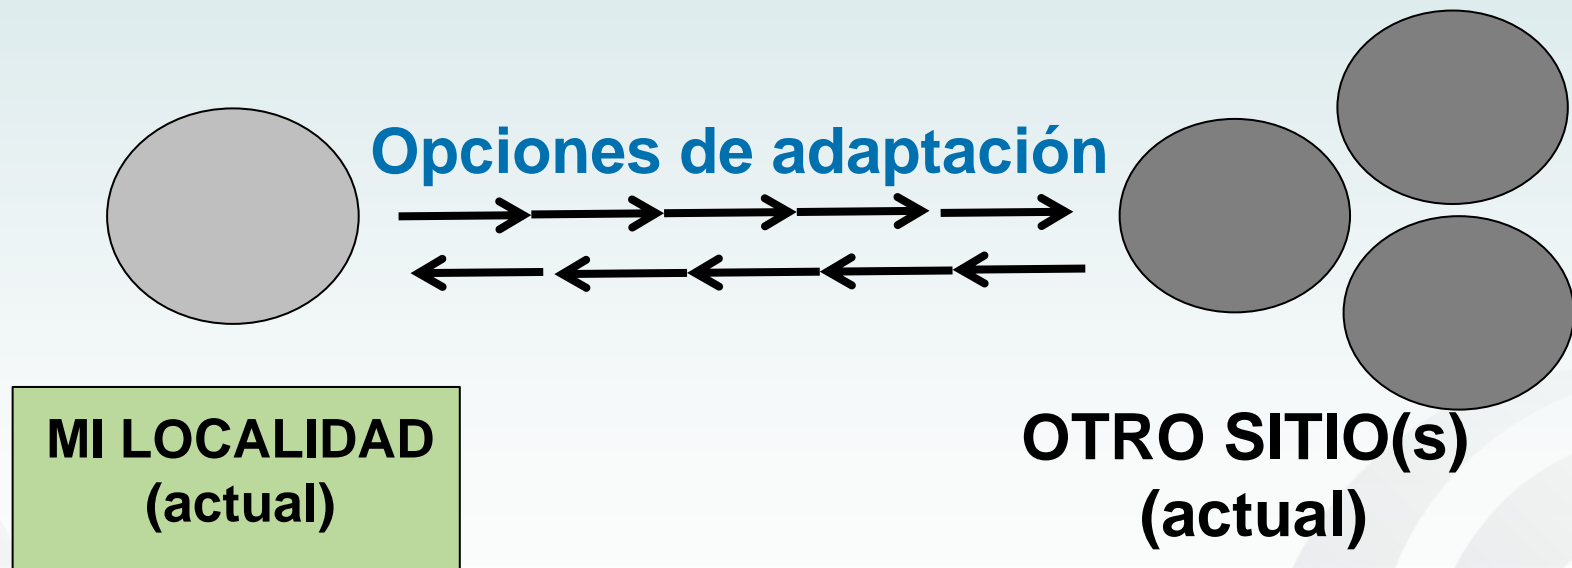 Opciones de adaptación
MI LOCALIDAD
(actual)
OTRO SITIO(s)
(actual)